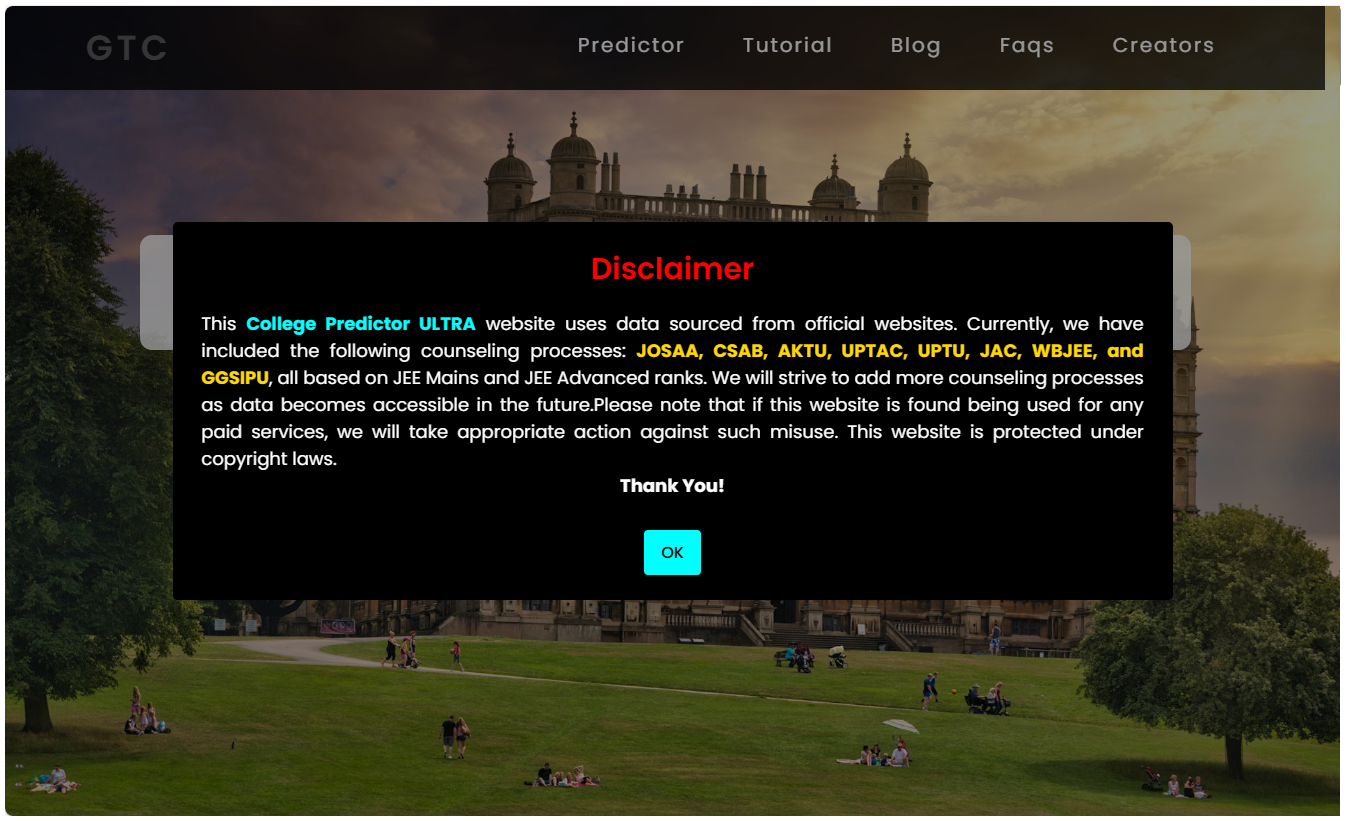 GTC
Predictor Tutorial Blog Faqs Creators
Disclaimer
This College Predictor ULTRA website uses data sourced from official websites. Currently, we have
included the following counseling processes: JOSAA, CSAB, AKTU, UPTAC, UPTU, JAC, WBJEE, and
GGSIPU, all based on JEE Mains and JEE Advanced ranks. We will strive to add more counseling processes
as data becomes accessible in the future.Please note that if this website is found being used for any
paid services, we will take appropriate action against such misuse. This website is protected under
copyright laws.
Thank You!
OK